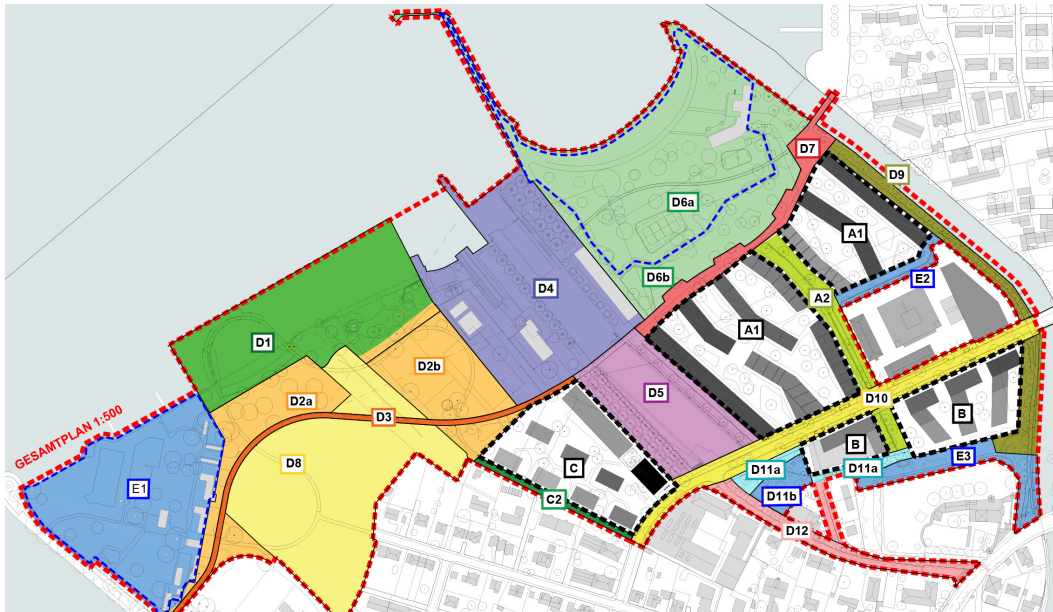 D7
D9
D6a
A1
D6b
E2
D4
A2
D1
A1
D2b
D5
D10
D2a
D3
B
GESAMTPLAN 1:500
D8
B
C
D11a
D11a
E3
E1
C2
D11b
D12